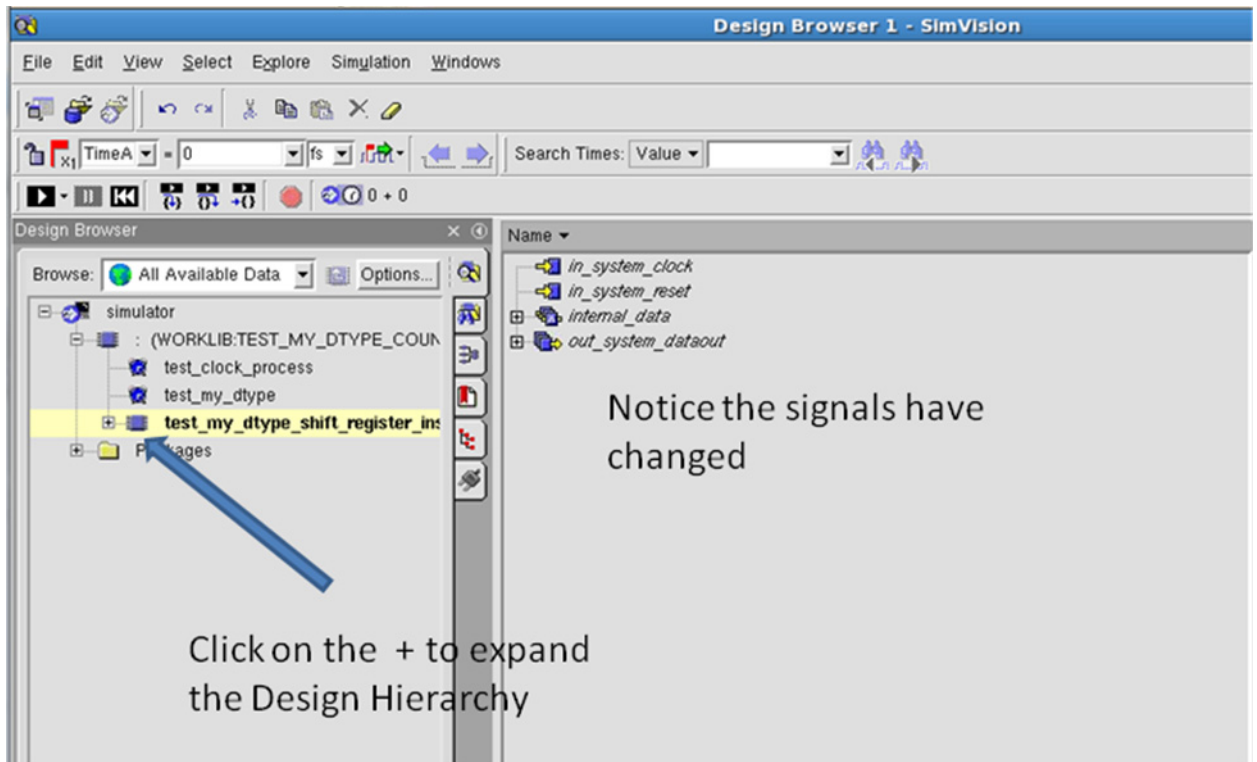 Design Browser 1 - SimVision
File Edit View Select Explore Simulation Windows
X1 TimeA = 0 fs Search Times: Value
0 + 0
Design Browser
Name
Browse: All Available Data Options...
simulator
: (WORKLIB:TEST_MY_DTYPE_COUN
test_clock_process
test_my_dtype
test_my_dtype_shift_register_ins
in_system_clock
in_system_reset
internal_data
out_system_dataout
Notice the signals have
changed
Click on the + to expand
the Design Hierarchy